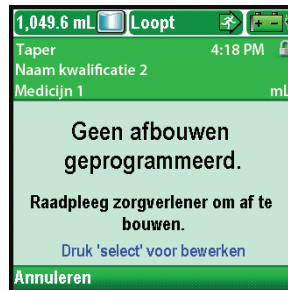 1,049.6 mL Loopt
Taper 4:18 PM
Naam kwalificatie 2
Medicijn 1 mL
Geen afbouwen
geprogrammeerd.
Raadpleeg zorgverlener om af te
bouwen.
Druk 'select' voor bewerken
Annuleren